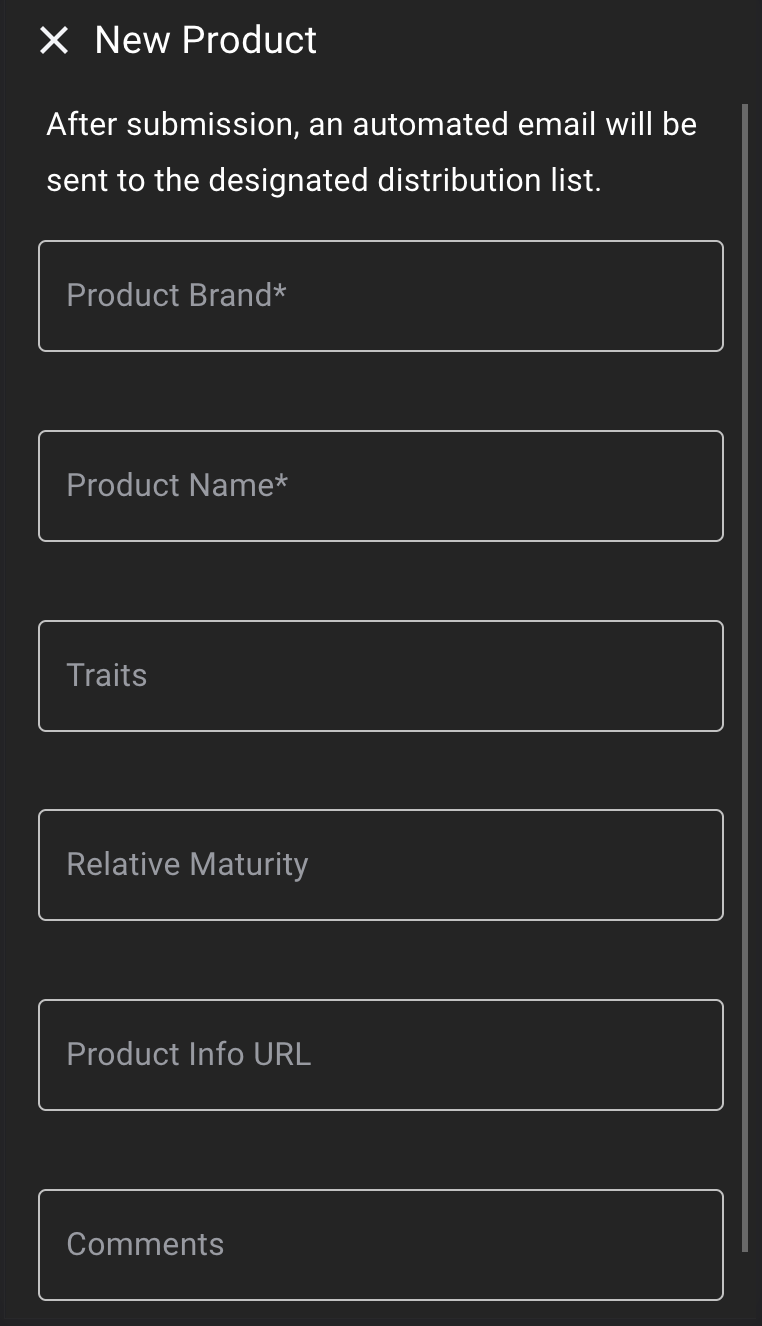 New Product
After submission, an automated email will be
sent to the designated distribution list.
Product Brand*
Product Name*
Traits
Relative Maturity
Product Info URL
Comments